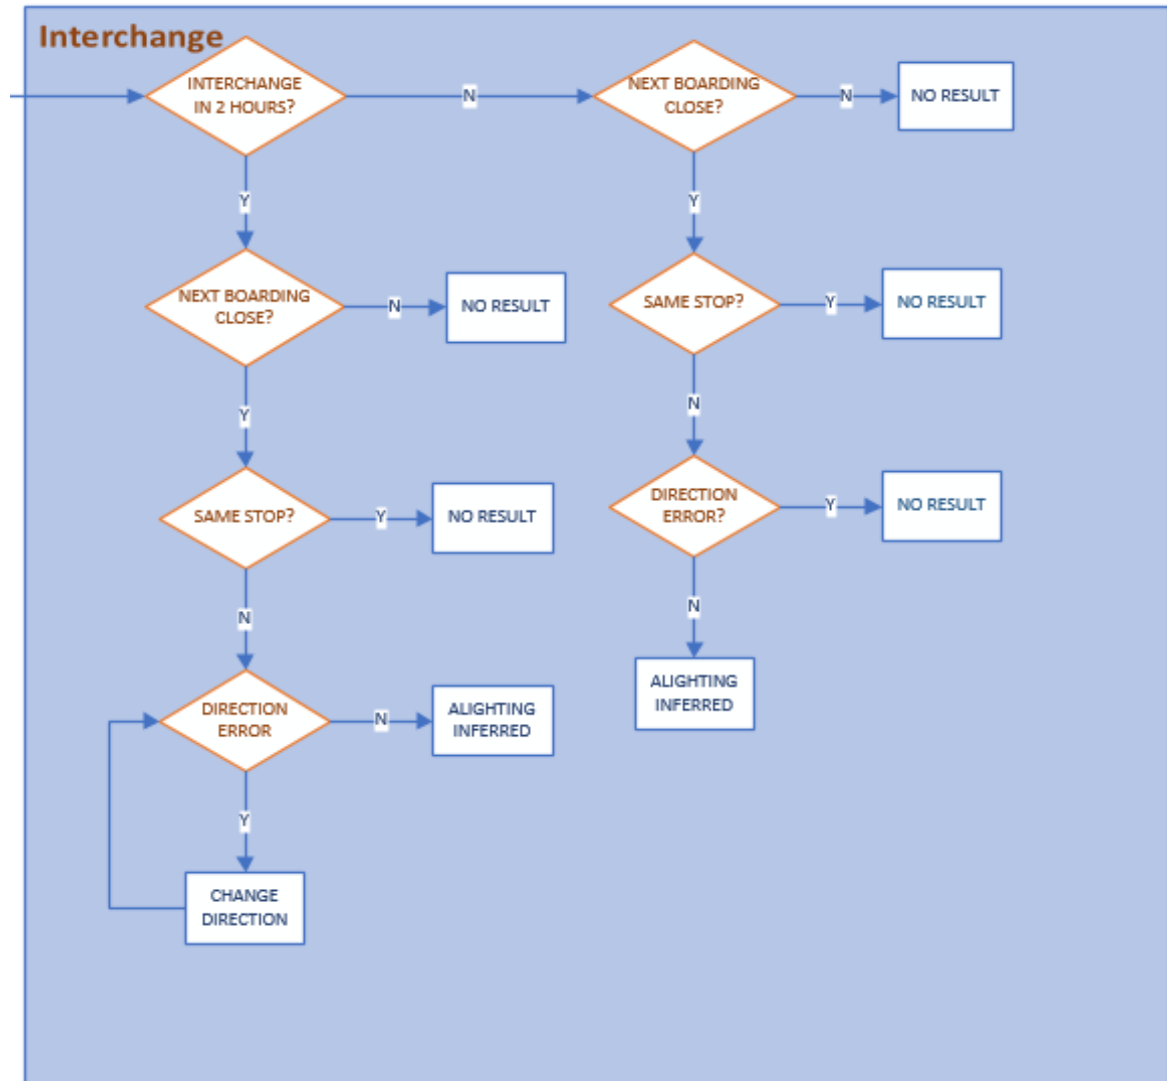 Interchange
INTERCHANGE
IN 2 HOURS?
N
NEXT BOARDING
CLOSE?
N
NO RESULT
Y
Y
NEXT BOARDING
CLOSE?
N
NO RESULT
SAME STOP?
Y
NO RESULT
Y
N
SAME STOP?
Y
NO RESULT
DIRECTION
ERROR?
Y
NO RESULT
N
N
DIRECTION
ERROR
N
ALIGHTING
INFERRED
ALIGHTING
INFERRED
Y
CHANGE
DIRECTION